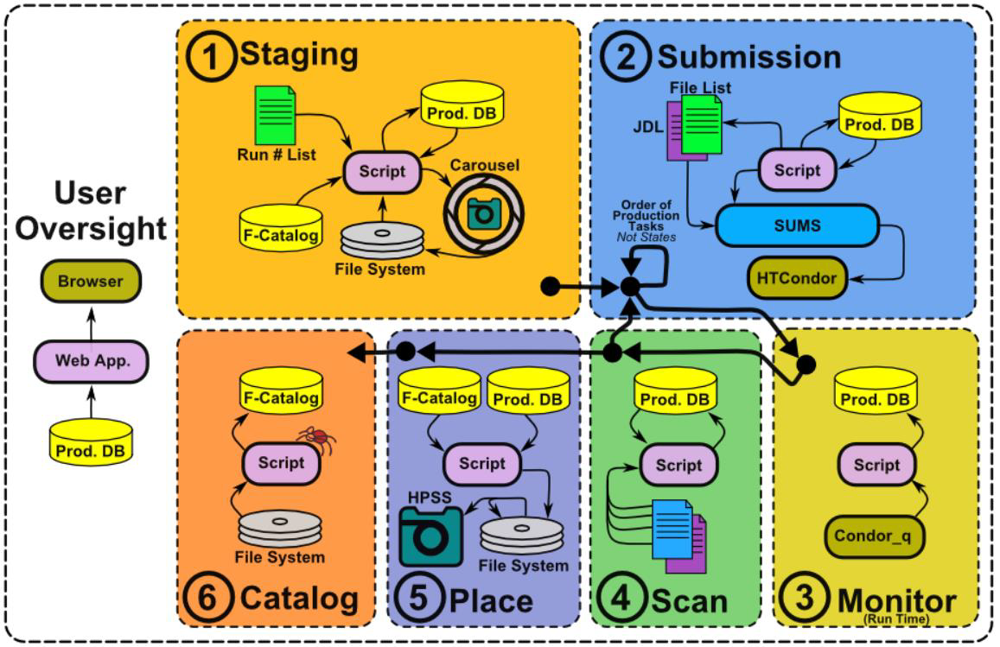 User
Oversight
Browser
Web App.
Prod. DB
1 Staging
Run # List
Prod. DB
Script
Carousel
F-Catalog
File System
2 Submission
File List
JDL
Prod. DB
Script
Order of
Production
Tasks
Not States
SUMS
HTCondor
F-Catalog
Script
File System
6 Catalog
F-Catalog
Prod. DB
Script
HPSS
File System
5 Place
Prod. DB
Script
4 Scan
Prod. DB
Script
Condor_q
3 Monitor
(Run Time)